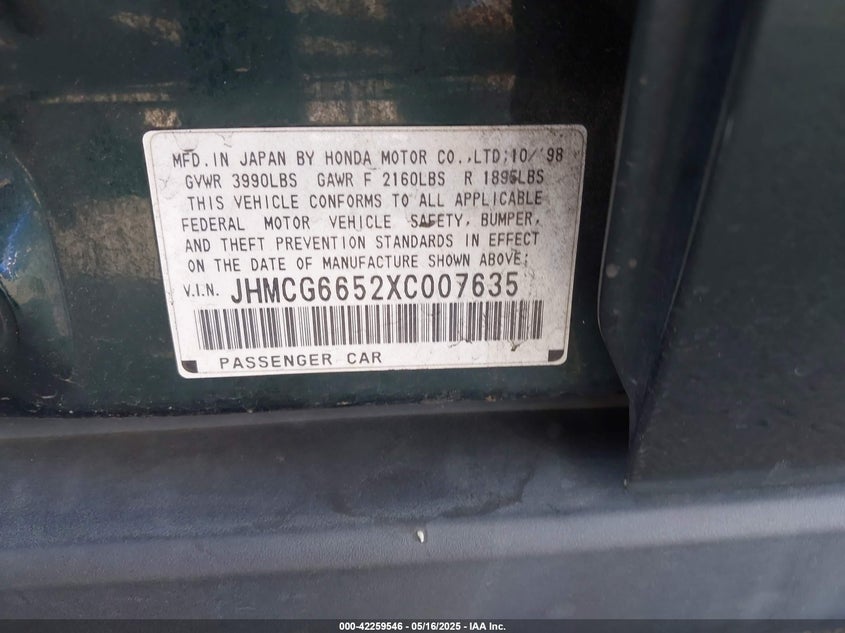 MFD. IN JAPAN BY HONDA MOTOR CO.,LTD; 10/'98
GVWR 3990LBS GAWR F 2160LBS R 1895LBS
THIS VEHICLE CONFORMS TO ALL APPLICABLE
FEDERAL MOTOR VEHICLE SAFETY, BUMPER,
AND THEFT PREVENTION STANDARDS IN EFFECT
ON THE DATE OF MANUFACTURE SHOWN ABOVE;
V.I.N. JHMCG6652XC007635
PASSENGER CAR
000-42259546 - 05/16/2025 - IAA Inc.